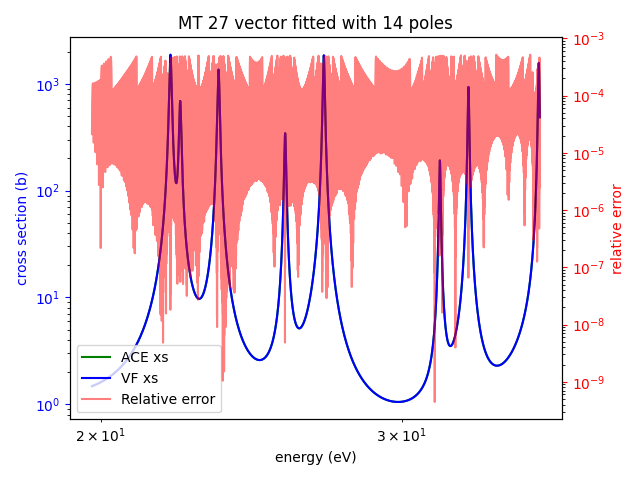 MT 27 vector fitted with 14 poles
cross section (b)
10³
10²
10¹
10⁰
10⁻³
10⁻⁴
10⁻⁵
10⁻⁶
10⁻⁷
10⁻⁸
10⁻⁹
relative error
ACE xs
VF xs
Relative error
2 × 10¹
3 × 10¹
energy (eV)